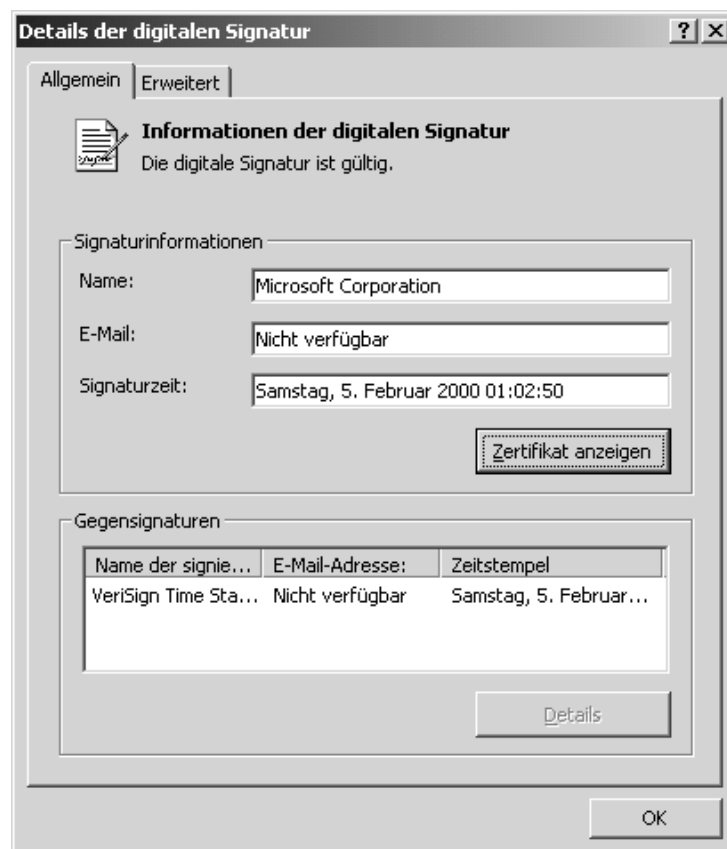 Details der digitalen Signatur
Allgemein Erweitert
Informationen der digitalen Signatur
Die digitale Signatur ist gültig.
Signaturinformationen
Name: Microsoft Corporation
E-Mail: Nicht verfügbar
Signaturzeit: Samstag, 5. Februar 2000 01:02:50
Zertifikat anzeigen
Gegensignaturen
Name der signie... E-Mail-Adresse: Zeitstempel
VeriSign Time Sta... Nicht verfügbar Samstag, 5. Februar...
Details
OK